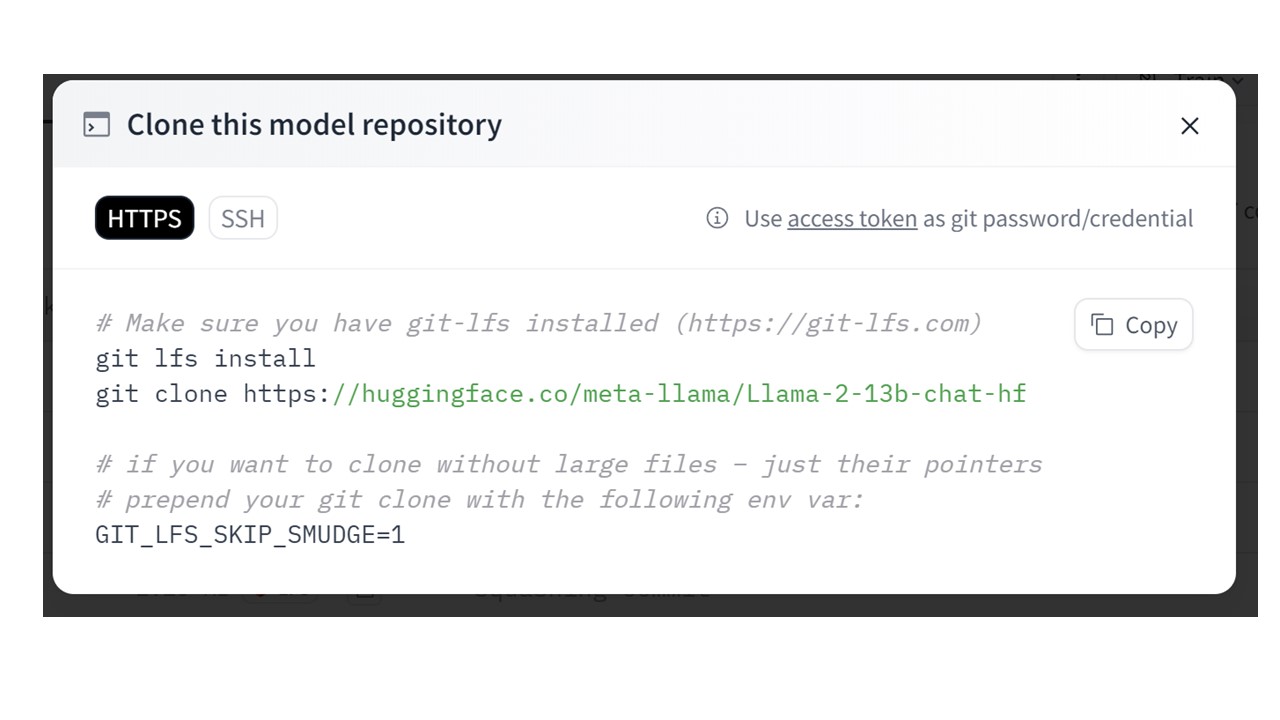 Train
Clone this model repository
HTTPS
SSH
Use access token as git password/credential
# Make sure you have git-lfs installed (https://git-lfs.com)
Copy
git lfs install
git clone https://huggingface.co/meta-llama/Llama-2-13b-chat-hf
# if you want to clone without large files – just their pointers
# prepend your git clone with the following env var:
GIT_LFS_SKIP_SMUDGE=1
Squashing commit